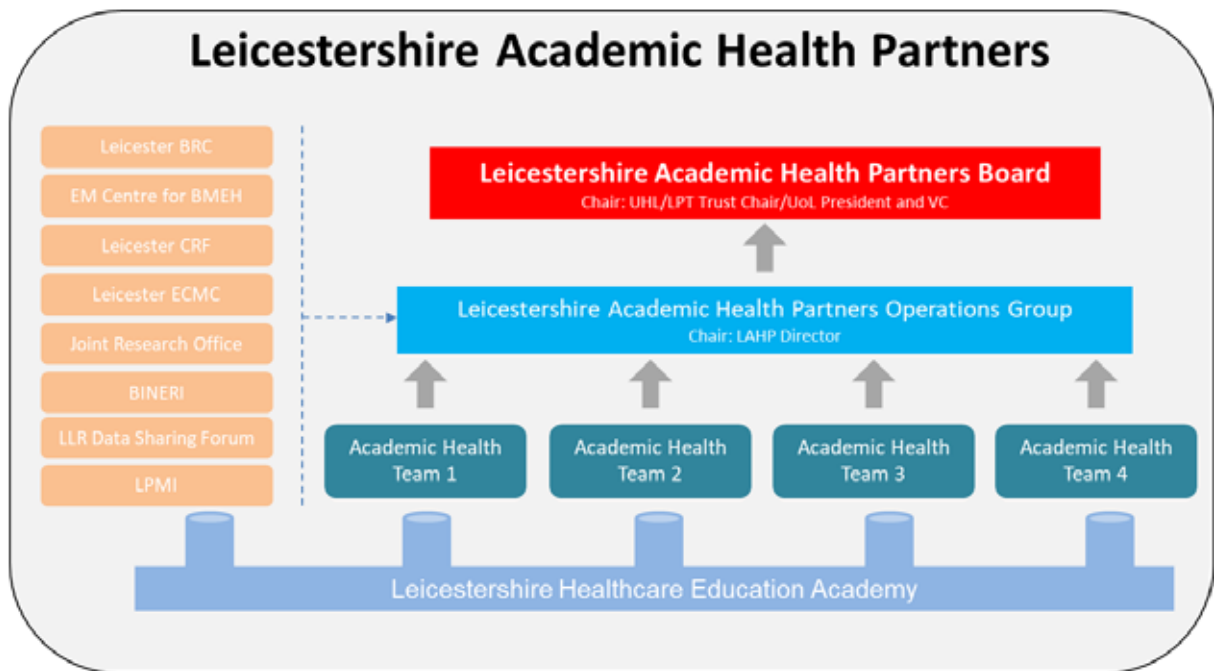 Leicestershire Academic Health Partners
Leicester BRC
EM Centre for BMEH
Leicester CRF
Leicester ECMC
Joint Research Office
BINERI
LLR Data Sharing Forum
LPMI
Leicestershire Academic Health Partners Board
Chair: UHL/LPT Trust Chair/UoL President and VC
Leicestershire Academic Health Partners Operations Group
Chair: LAHP Director
Academic Health
Team 1
Academic Health
Team 2
Academic Health
Team 3
Academic Health
Team 4
Leicestershire Healthcare Education Academy